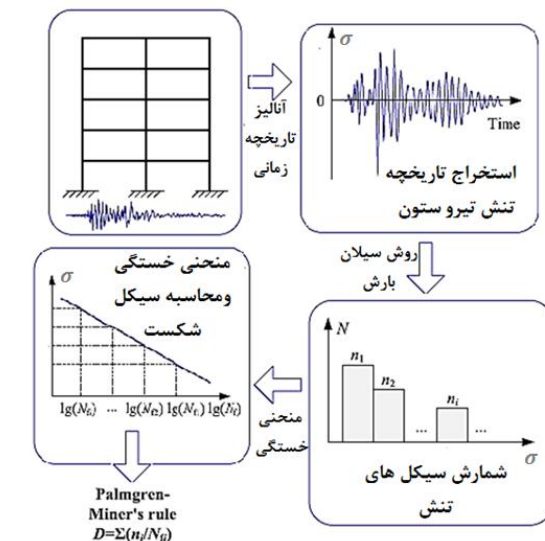 آنالیز
تاریخچه
زمانی
σ
0
Time
استخراج تاریخچه
تنش تیرو ستون
روش سیلان
بارش
N
n₁
n₂
...
nᵢ
...
σ
شمارش سیکل های
تنش
منحنی
خستگی
منحنی خستگی
ومحاسبه سیکل
شکست
σ
lg(Nfi) ... lg(Nf2) lg(Nf1) lg(Nf)
Palmgren-
Miner's rule
D=Σ(ni/Nfi)